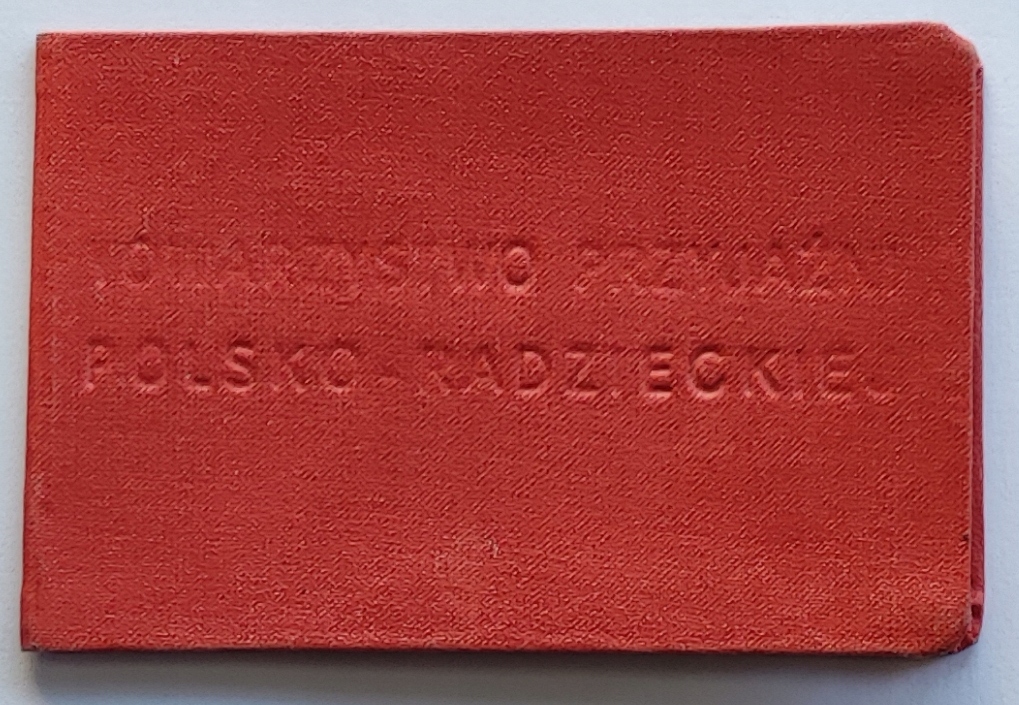 TOWARZYSTWO PRZYJAŹNI
POLSKO-RADZIECKIEJ